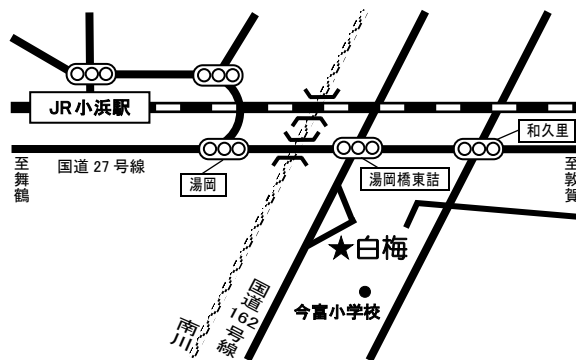 JR小浜駅
和久里
至舞鶴
国道 27 号線
湯岡
湯岡橋東詰
至敦賀
★白梅
国道162号線
今富小学校
南川